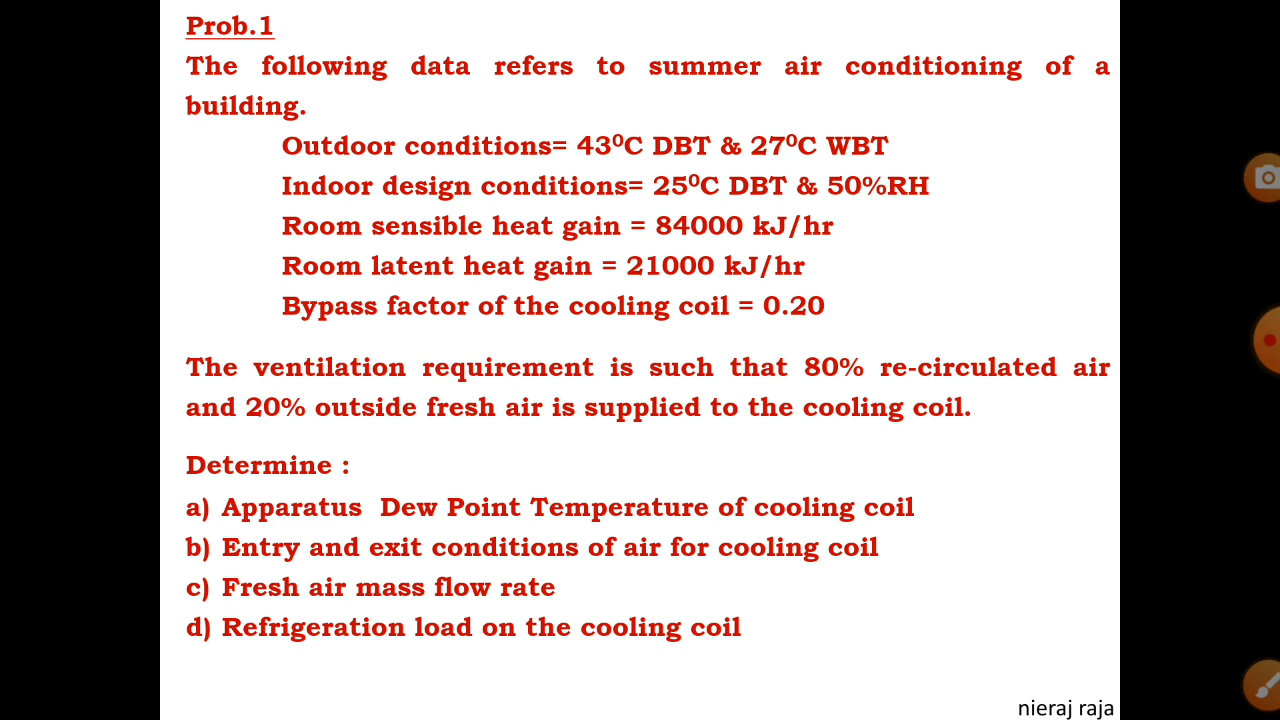 Prob.1
The following data refers to summer air conditioning of a
building.
Outdoor conditions= 43⁰C DBT & 27⁰C WBT
Indoor design conditions= 25⁰C DBT & 50%RH
Room sensible heat gain = 84000 kJ/hr
Room latent heat gain = 21000 kJ/hr
Bypass factor of the cooling coil = 0.20
The ventilation requirement is such that 80% re-circulated air
and 20% outside fresh air is supplied to the cooling coil.
Determine :
a) Apparatus Dew Point Temperature of cooling coil
b) Entry and exit conditions of air for cooling coil
c) Fresh air mass flow rate
d) Refrigeration load on the cooling coil
nieraj raja